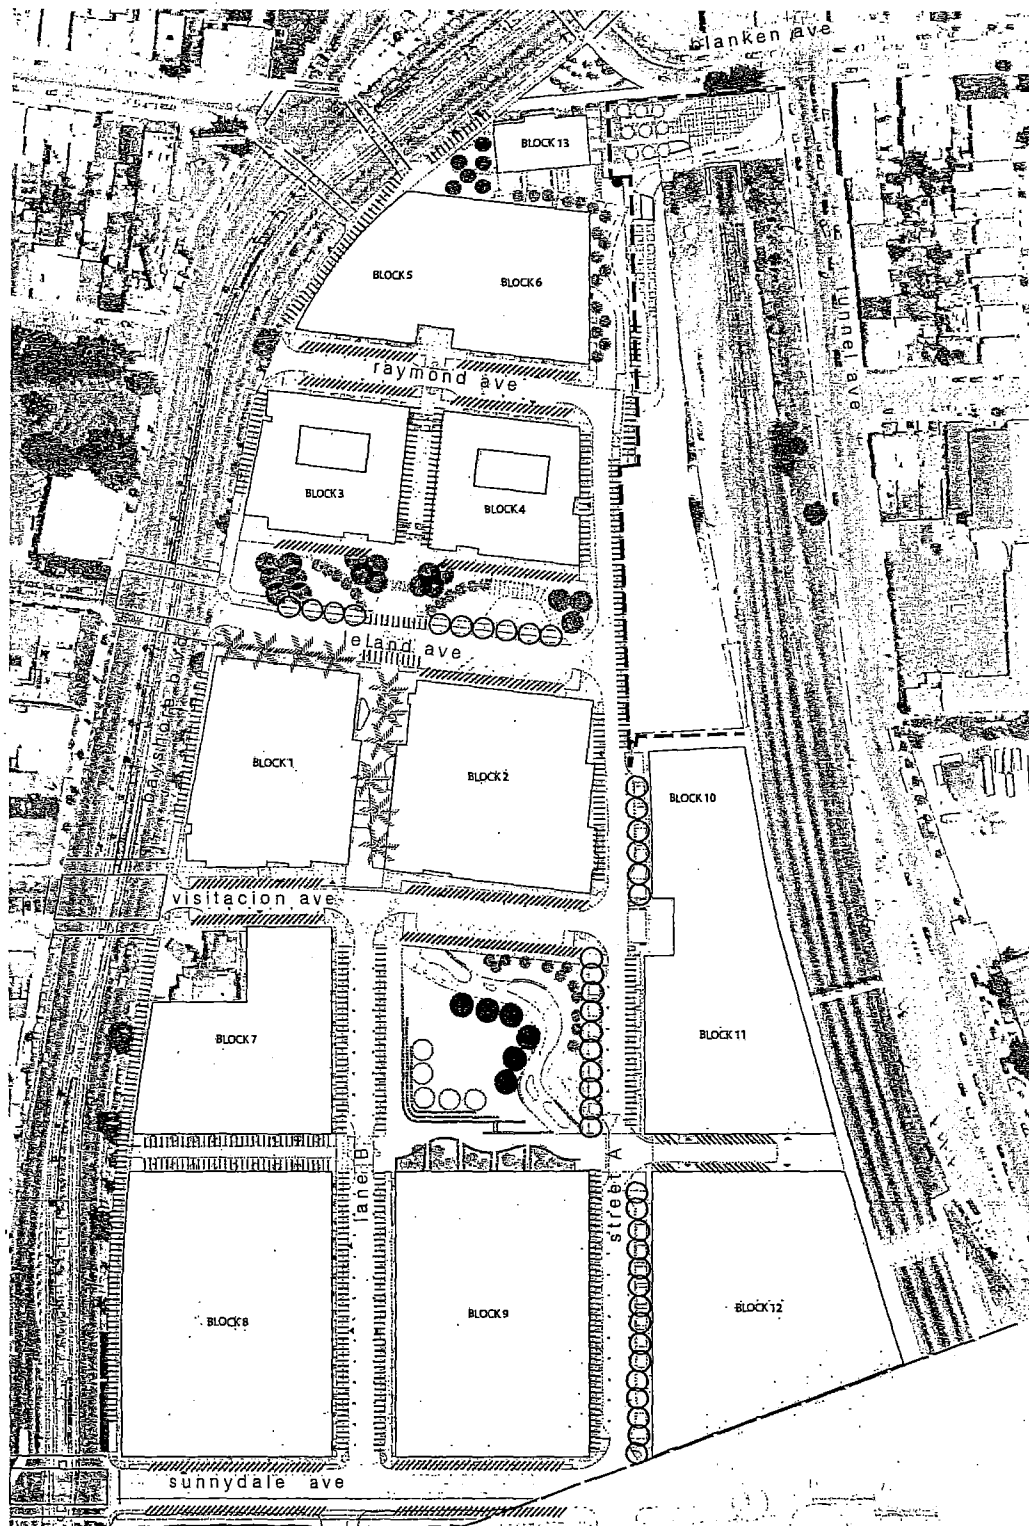 blanken ave
BLOCK 13
BLOCK 5
BLOCK 6
tunnel ave
raymond ave
BLOCK 3
BLOCK 4
leland ave
bayshore blvd
BLOCK 1
BLOCK 2
BLOCK 10
visitacion ave
BLOCK 7
BLOCK 11
lane B
street A
BLOCK 8
BLOCK 9
BLOCK 12
sunnydale ave